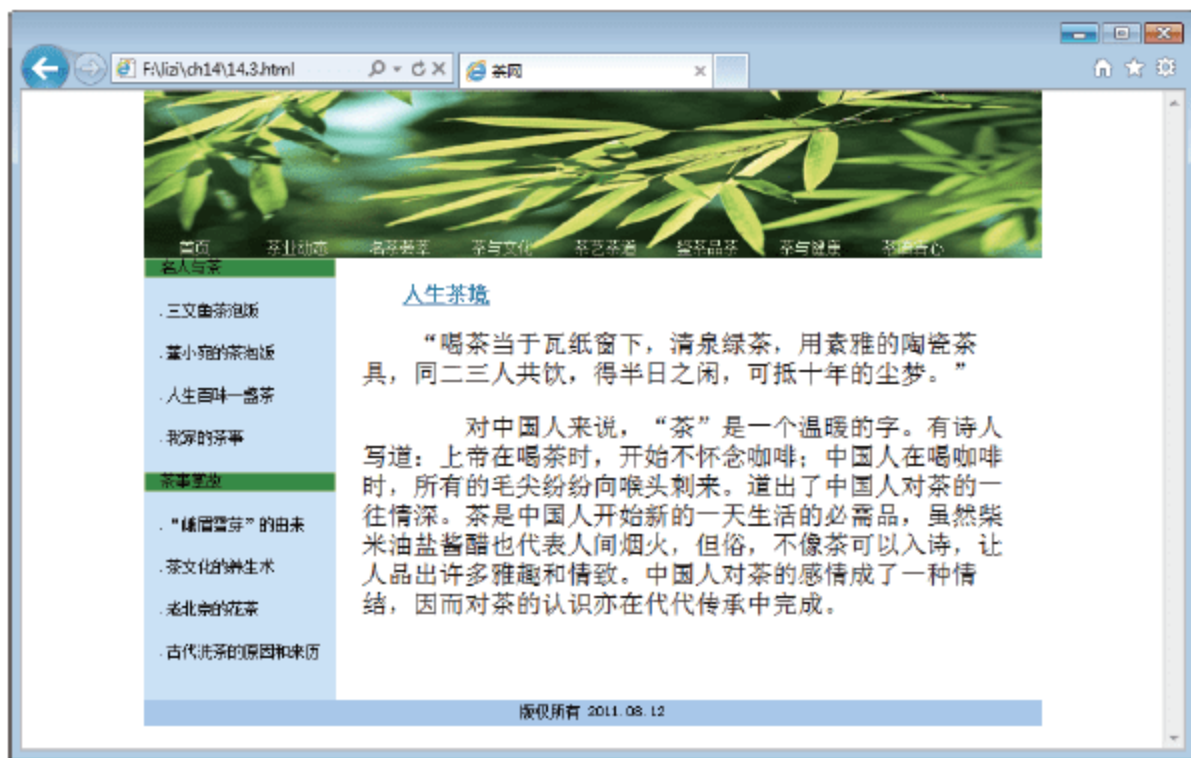 F:\lizi\ch14\14.3.html
茶网
首页 茶业动态 名茶荟萃 茶与文化 茶艺茶道 鉴茶品茶 茶与健康
名人与茶
. 三文鱼茶泡饭
. 董小宛的茶泡饭
. 人生百味一盏茶
. 我家的茶事
茶事掌故
. “峨眉雪芽”的由来
. 茶文化的养生术
. 老北京的花茶
. 古代洗茶的原因和来历
人生茶境
“喝茶当于瓦纸窗下，清泉绿茶，用素雅的陶瓷茶
具，同二三人共饮，得半日之闲，可抵十年的尘梦。”
对中国人来说，“茶”是一个温暖的字。有诗人
写道：上帝在喝茶时，开始不怀念咖啡；中国人在喝咖啡
时，所有的毛尖纷纷向喉头刺来。道出了中国人对茶的一
往情深。茶是中国人开始新的一天生活的必需品，虽然柴
米油盐酱醋也代表人间烟火，但俗，不像茶可以入诗，让
人品出许多雅趣和情致。中国人对茶的感情成了一种情
绪，因而对茶的认识亦在代代传承中完成。
版权所有 2011.08.12